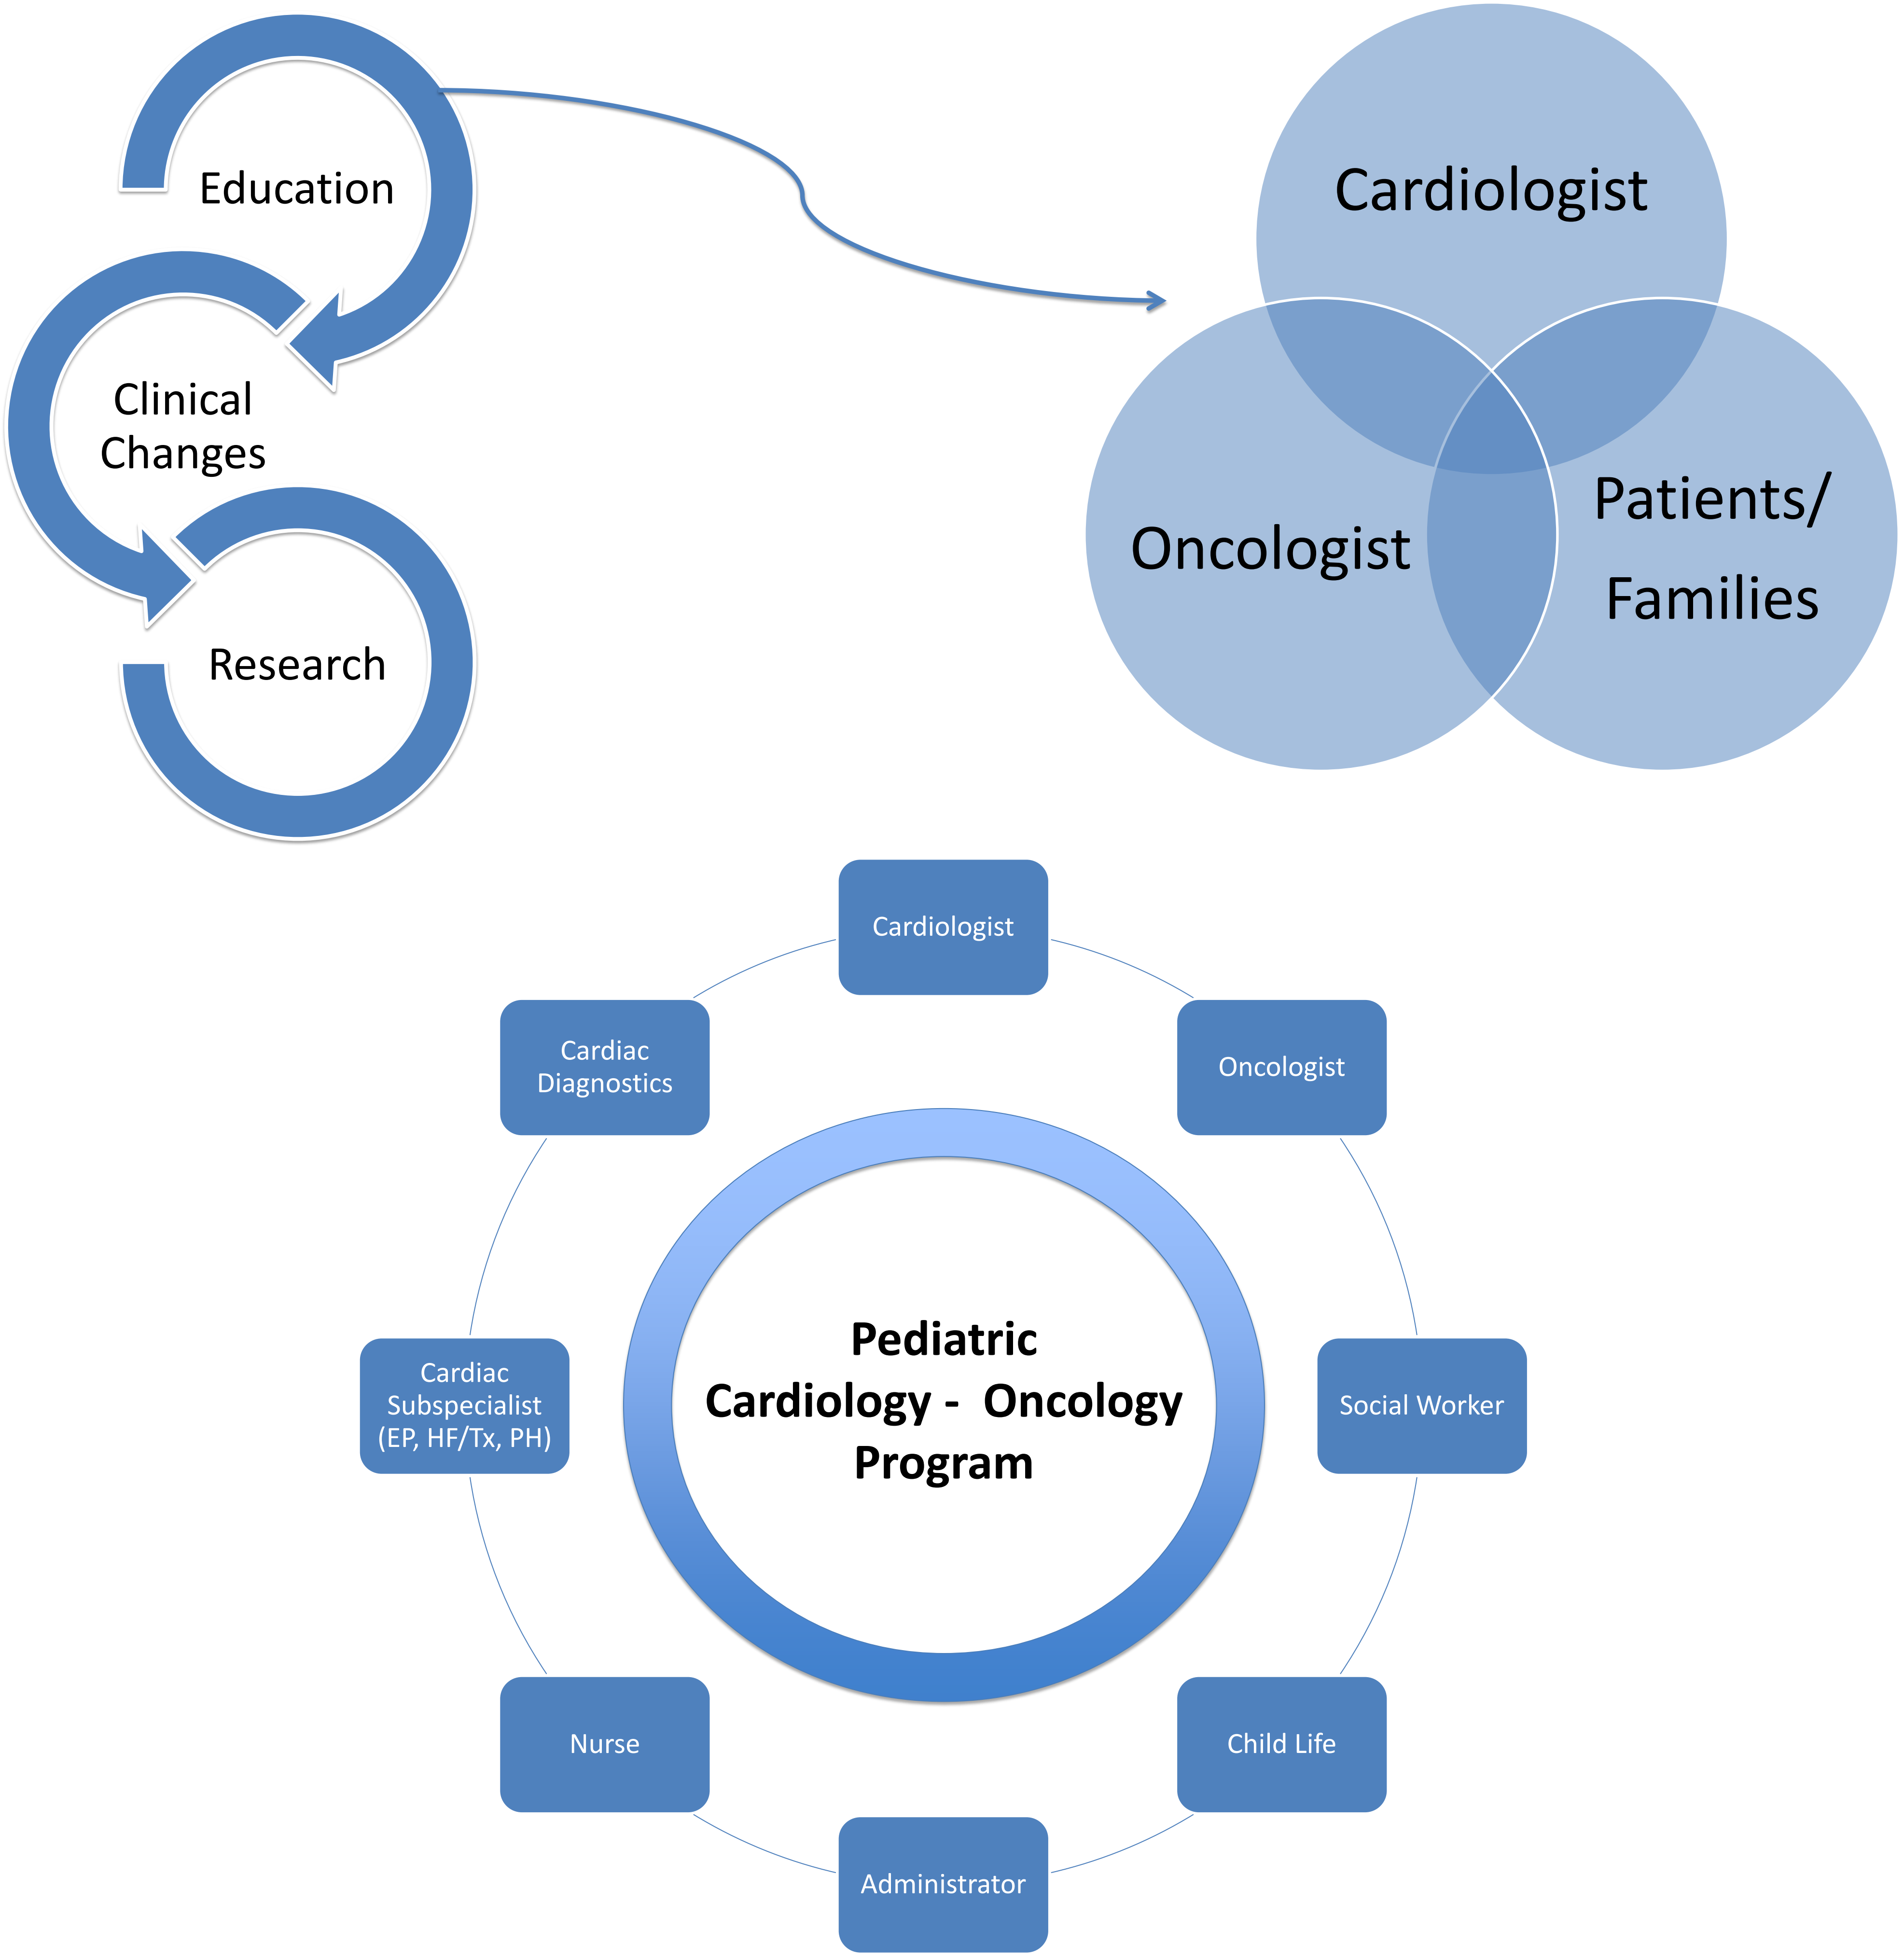 Education
Clinical
Changes
Research
Cardiologist
Oncologist
Patients/
Families
Cardiologist
Oncologist
Social Worker
Child Life
Administrator
Nurse
Cardiac
Subspecialist
(EP, HF/Tx, PH)
Cardiac
Diagnostics
Pediatric
Cardiology - Oncology
Program